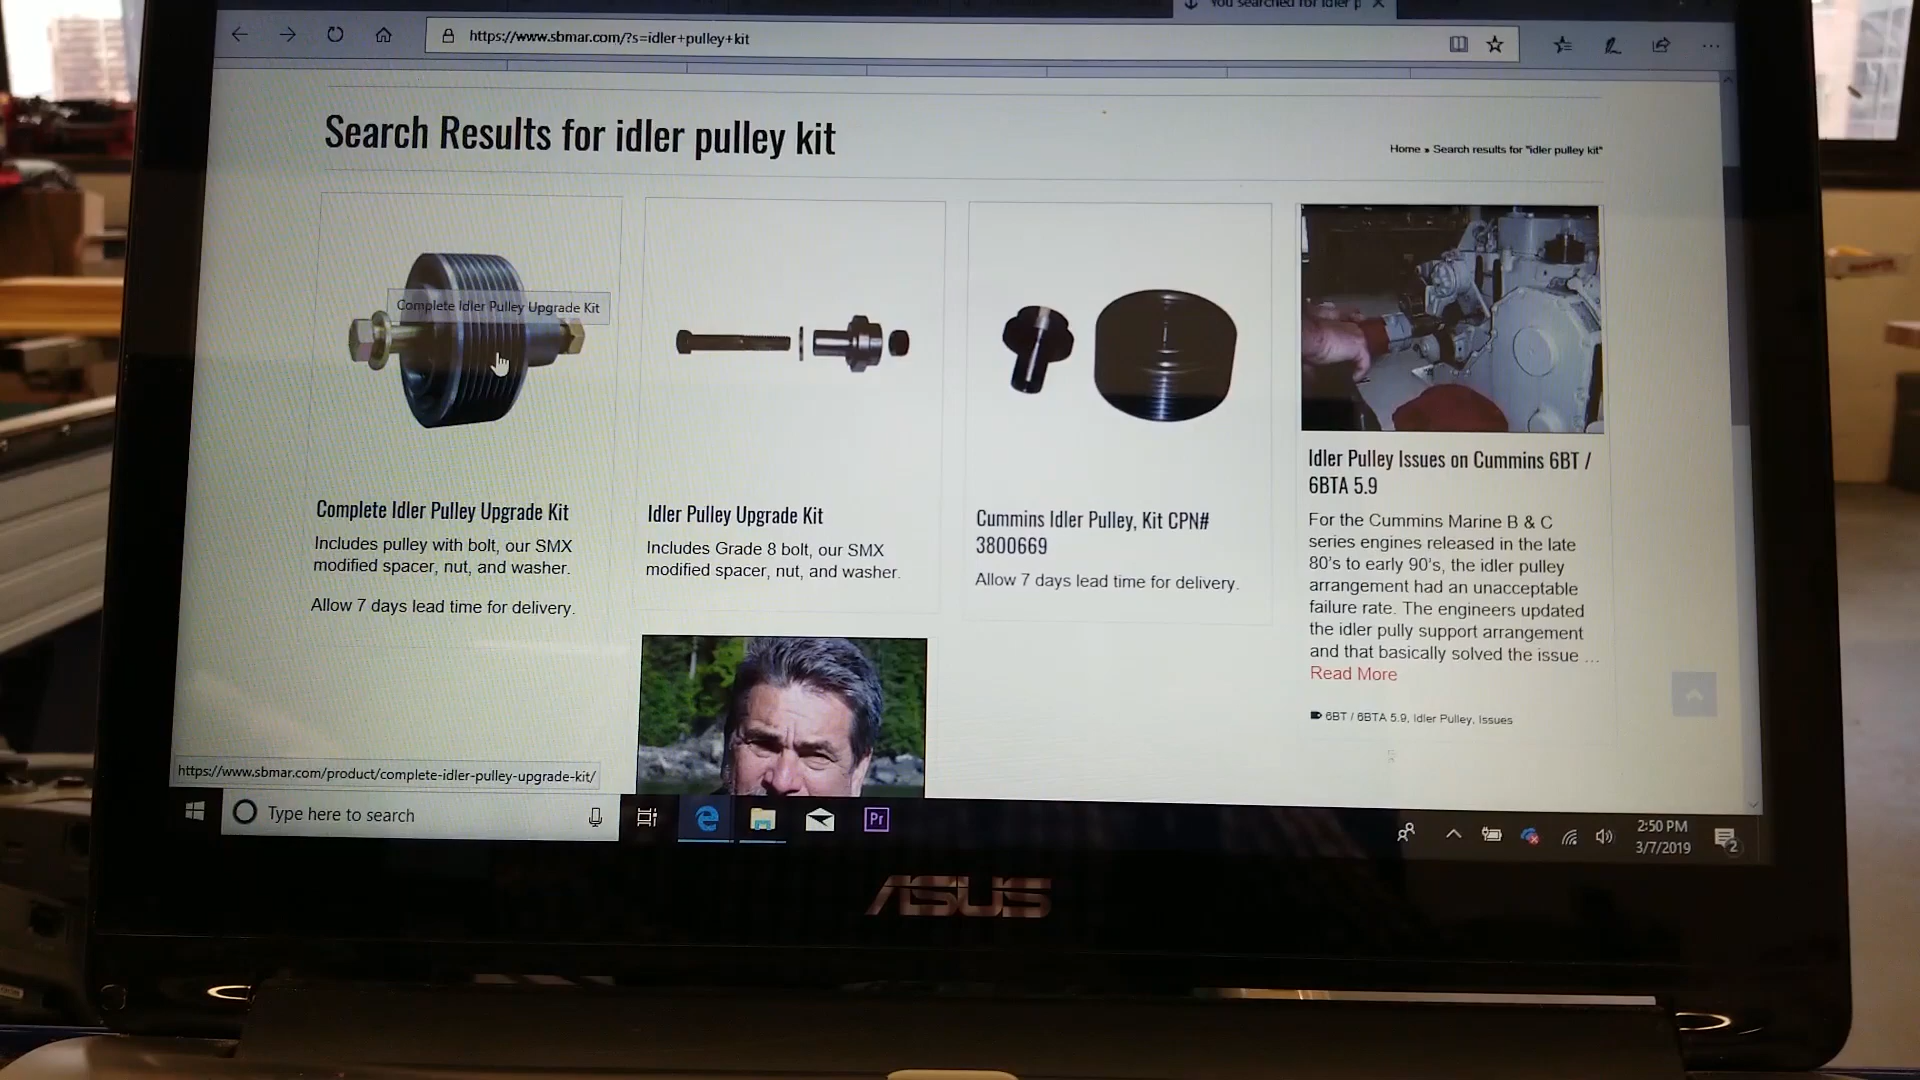 You searched for idler p
https://www.sbmar.com/?s=idler+pulley+kit
Search Results for idler pulley kit
Home » Search results for "idler pulley kit"
Complete Idler Pulley Upgrade Kit
Complete Idler Pulley Upgrade Kit
Includes pulley with bolt, our SMX
modified spacer, nut, and washer.
Allow 7 days lead time for delivery.
Idler Pulley Upgrade Kit
Includes Grade 8 bolt, our SMX
modified spacer, nut, and washer.
Cummins Idler Pulley, Kit CPN#
3800669
Allow 7 days lead time for delivery.
Idler Pulley Issues on Cummins 6BT /
6BTA 5.9
For the Cummins Marine B & C
series engines released in the late
80's to early 90's, the idler pulley
arrangement had an unacceptable
failure rate. The engineers updated
the idler pully support arrangement
and that basically solved the issue ...
Read More
6BT / 6BTA 5.9, Idler Pulley, Issues
https://www.sbmar.com/product/complete-idler-pulley-upgrade-kit/
Type here to search
Pr
2:50 PM
3/7/2019
2
ASUS